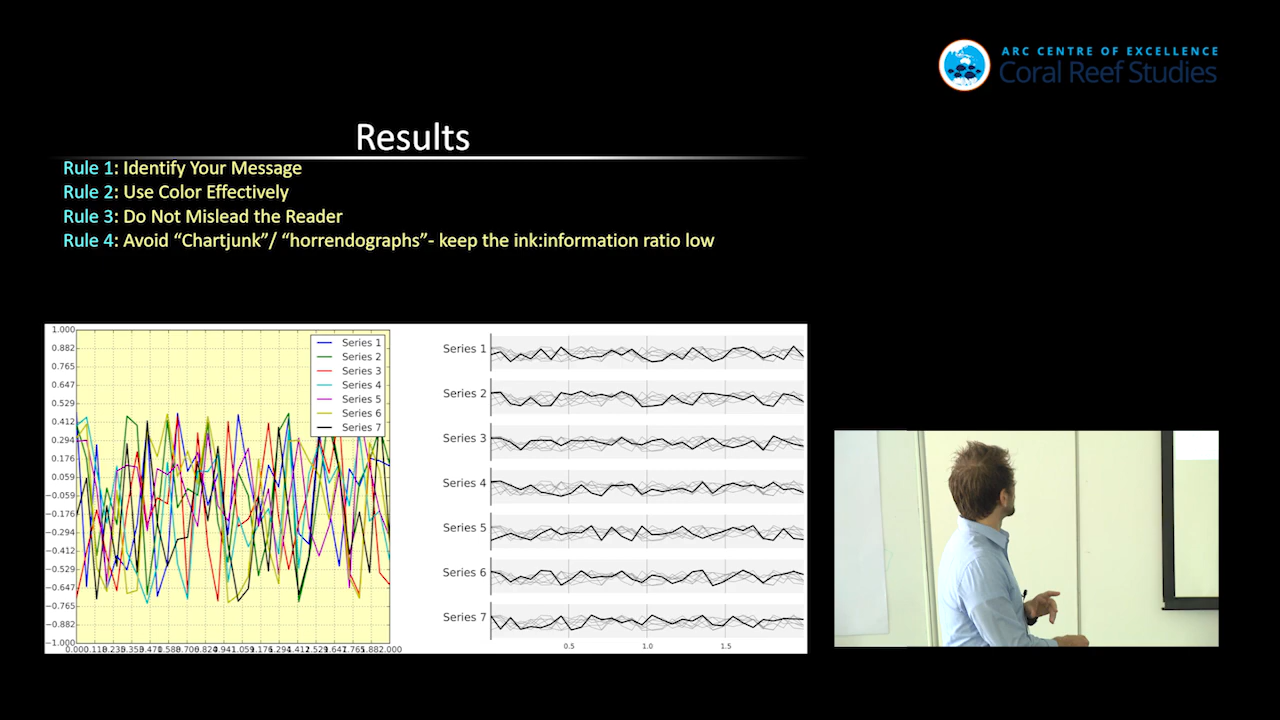 ARC CENTRE OF EXCELLENCE
Coral Reef Studies
Results
Rule 1: Identify Your Message
Rule 2: Use Color Effectively
Rule 3: Do Not Mislead the Reader
Rule 4: Avoid “Chartjunk”/ “horrendographs”- keep the ink:information ratio low
1.000
0.882
0.765
0.647
0.529
0.412
0.294
0.176
0.059
−0.059
−0.176
−0.294
−0.412
−0.529
−0.647
−0.765
−0.882
−1.000
Series 1
Series 2
Series 3
Series 4
Series 5
Series 6
Series 7
Series 1
Series 2
Series 3
Series 4
Series 5
Series 6
Series 7
0.5 1.0 1.5